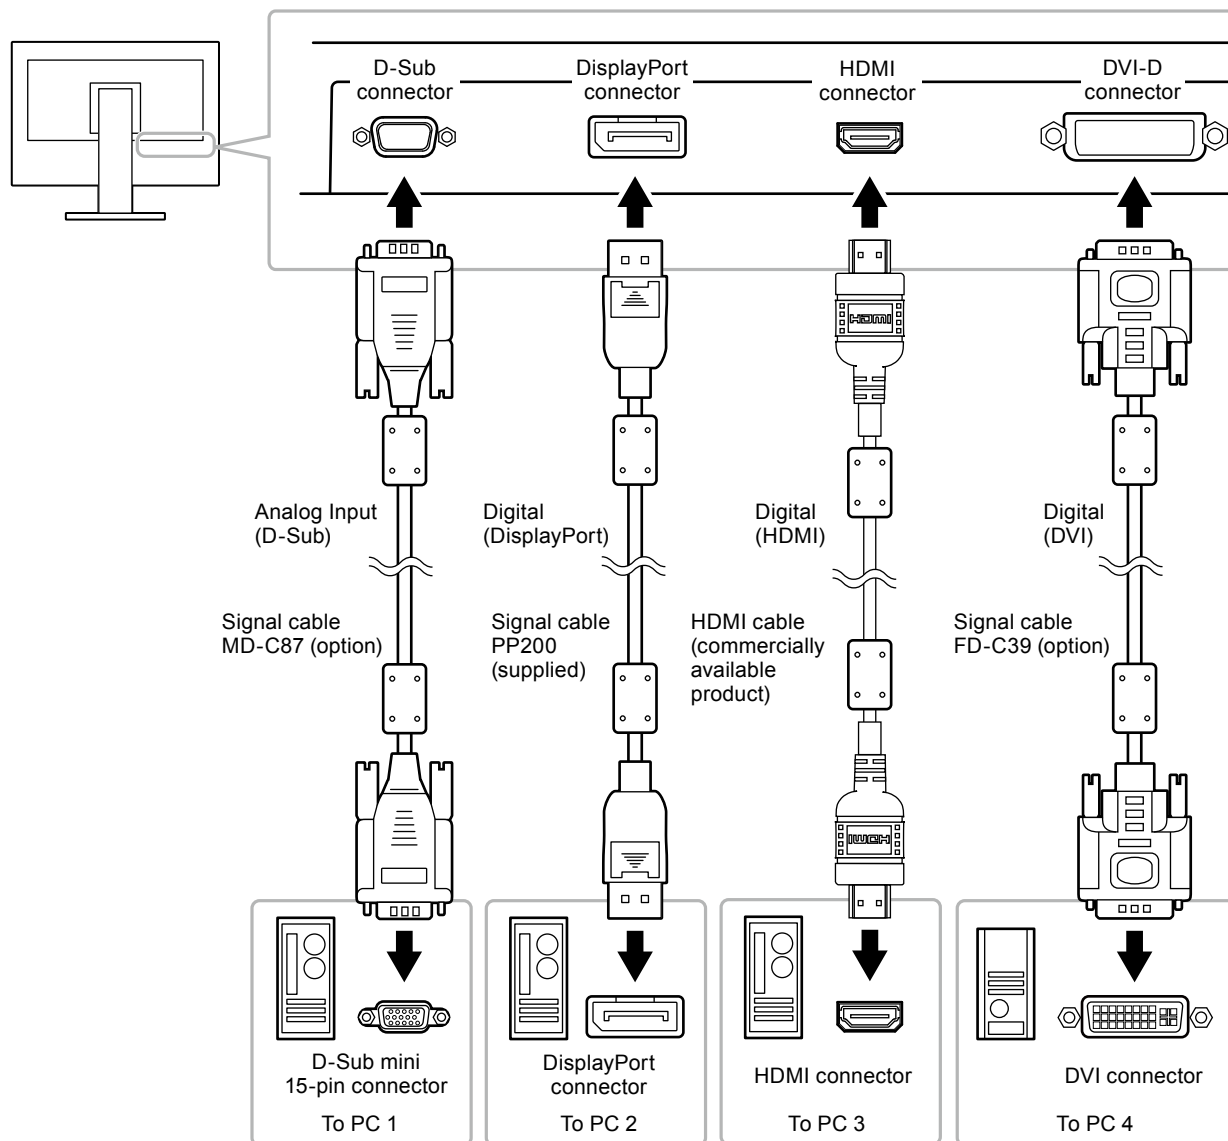 D-Sub
connector
DisplayPort
connector
HDMI
connector
DVI-D
connector
HDMI
Analog Input
(D-Sub)
Digital
(DisplayPort)
Digital
(HDMI)
Digital
(DVI)
Signal cable
MD-C87 (option)
Signal cable
PP200
(supplied)
HDMI cable
(commercially
available
product)
Signal cable
FD-C39 (option)
HDMI
D-Sub mini
15-pin connector
DisplayPort
connector
HDMI connector
DVI connector
To PC 1
To PC 2
To PC 3
To PC 4